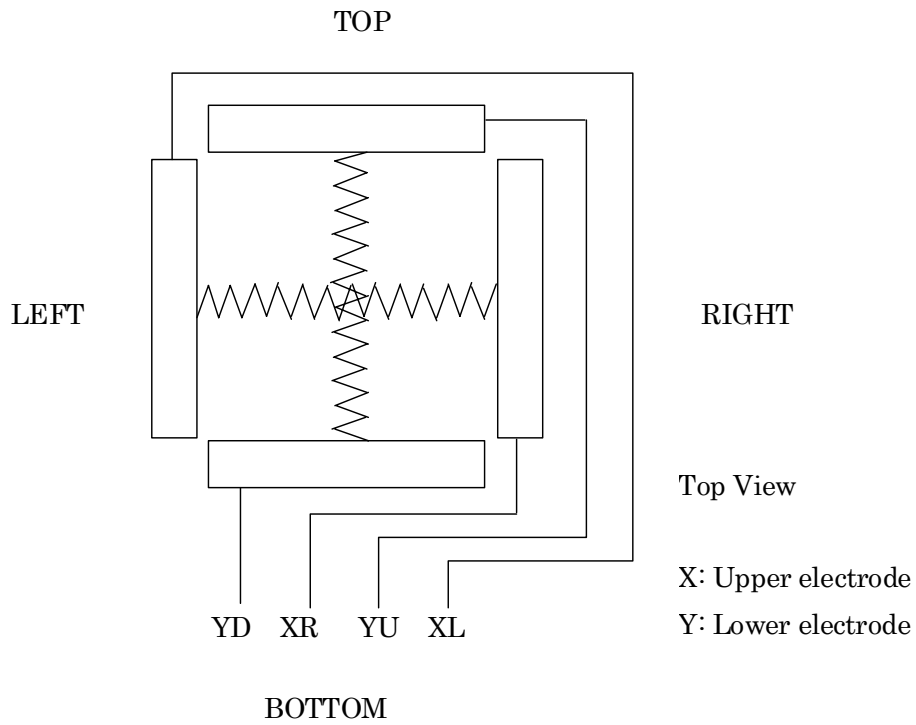 TOP
LEFT
RIGHT
Top View
X: Upper electrode
Y: Lower electrode
YD XR YU XL
BOTTOM